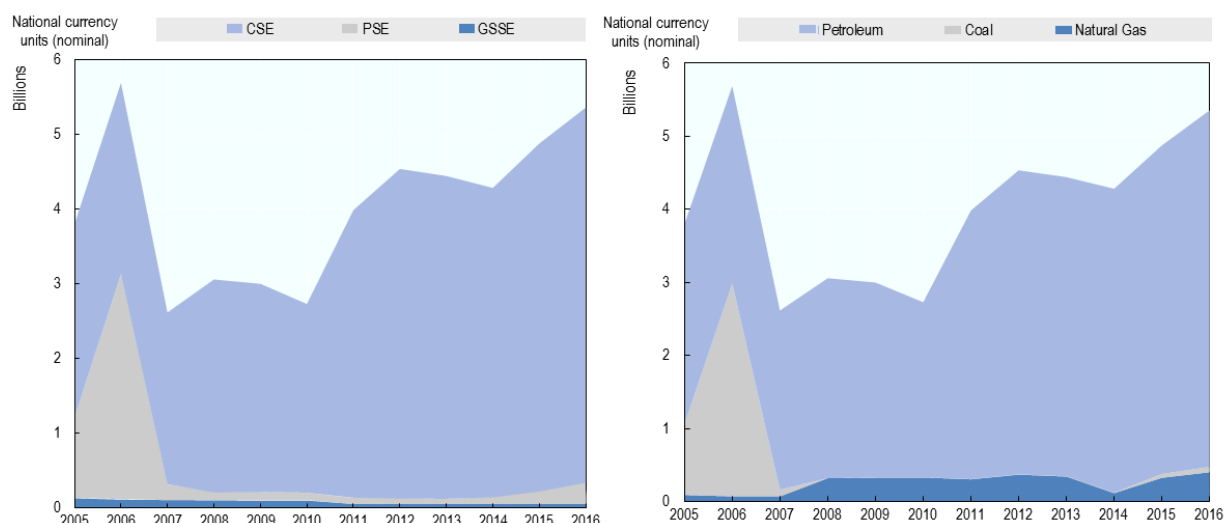 National currency
units (nominal)
CSE PSE GSSE
Billions
6
5
4
3
2
1
0
2005 2006 2007 2008 2009 2010 2011 2012 2013 2014 2015 2016
National currency
units (nominal)
Petroleum Coal Natural Gas
Billions
6
5
4
3
2
1
0
2005 2006 2007 2008 2009 2010 2011 2012 2013 2014 2015 2016